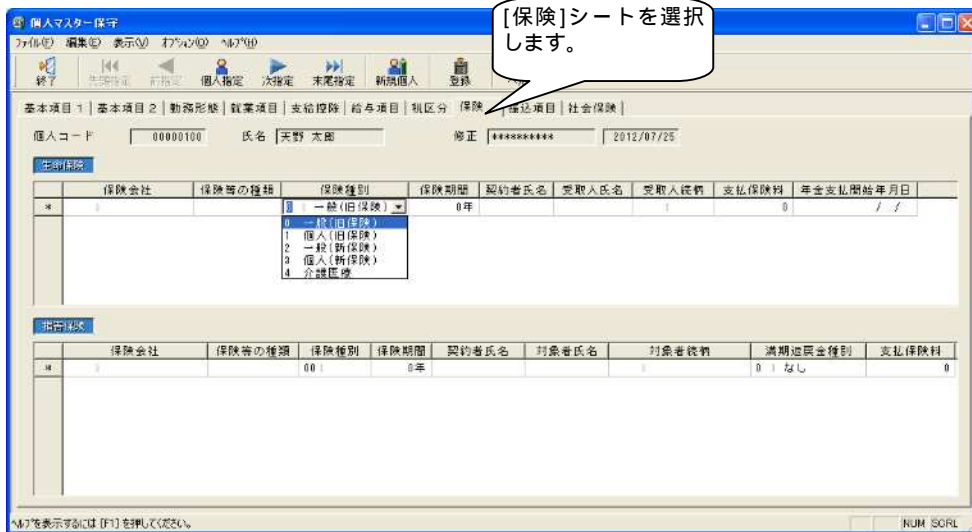 [保険]シートを選択
します。
個人マスター保守
ファイル(F) 編集(E) 表示(V) オプション(O) ヘルプ(H)
終了 先頭指定 前指定 個人指定 次指定 末尾指定 新規個人 登録
基本項目1 基本項目2 勤務形態 就業項目 支給控除 給与項目 税区分 保険 振込項目 社会保険
個人コード 00000100 氏名 天野 太郎 修正 ********** 2012/07/25
生命保険
保険会社 保険等の種類 保険種別 保険期間 契約者氏名 受取人氏名 受取人続柄 支払保険料 年金支払開始年月日
* 0 一般(旧保険) 0年 0 / /
0 一般(旧保険)
1 個人(旧保険)
2 一般(新保険)
3 個人(新保険)
4 介護医療
損害保険
保険会社 保険等の種類 保険種別 保険期間 契約者氏名 対象者氏名 対象者続柄 満期返戻金種別 支払保険料
* 00 0年 0 なし 0
ヘルプを表示するには [F1] を押してください。 NUM SCRL